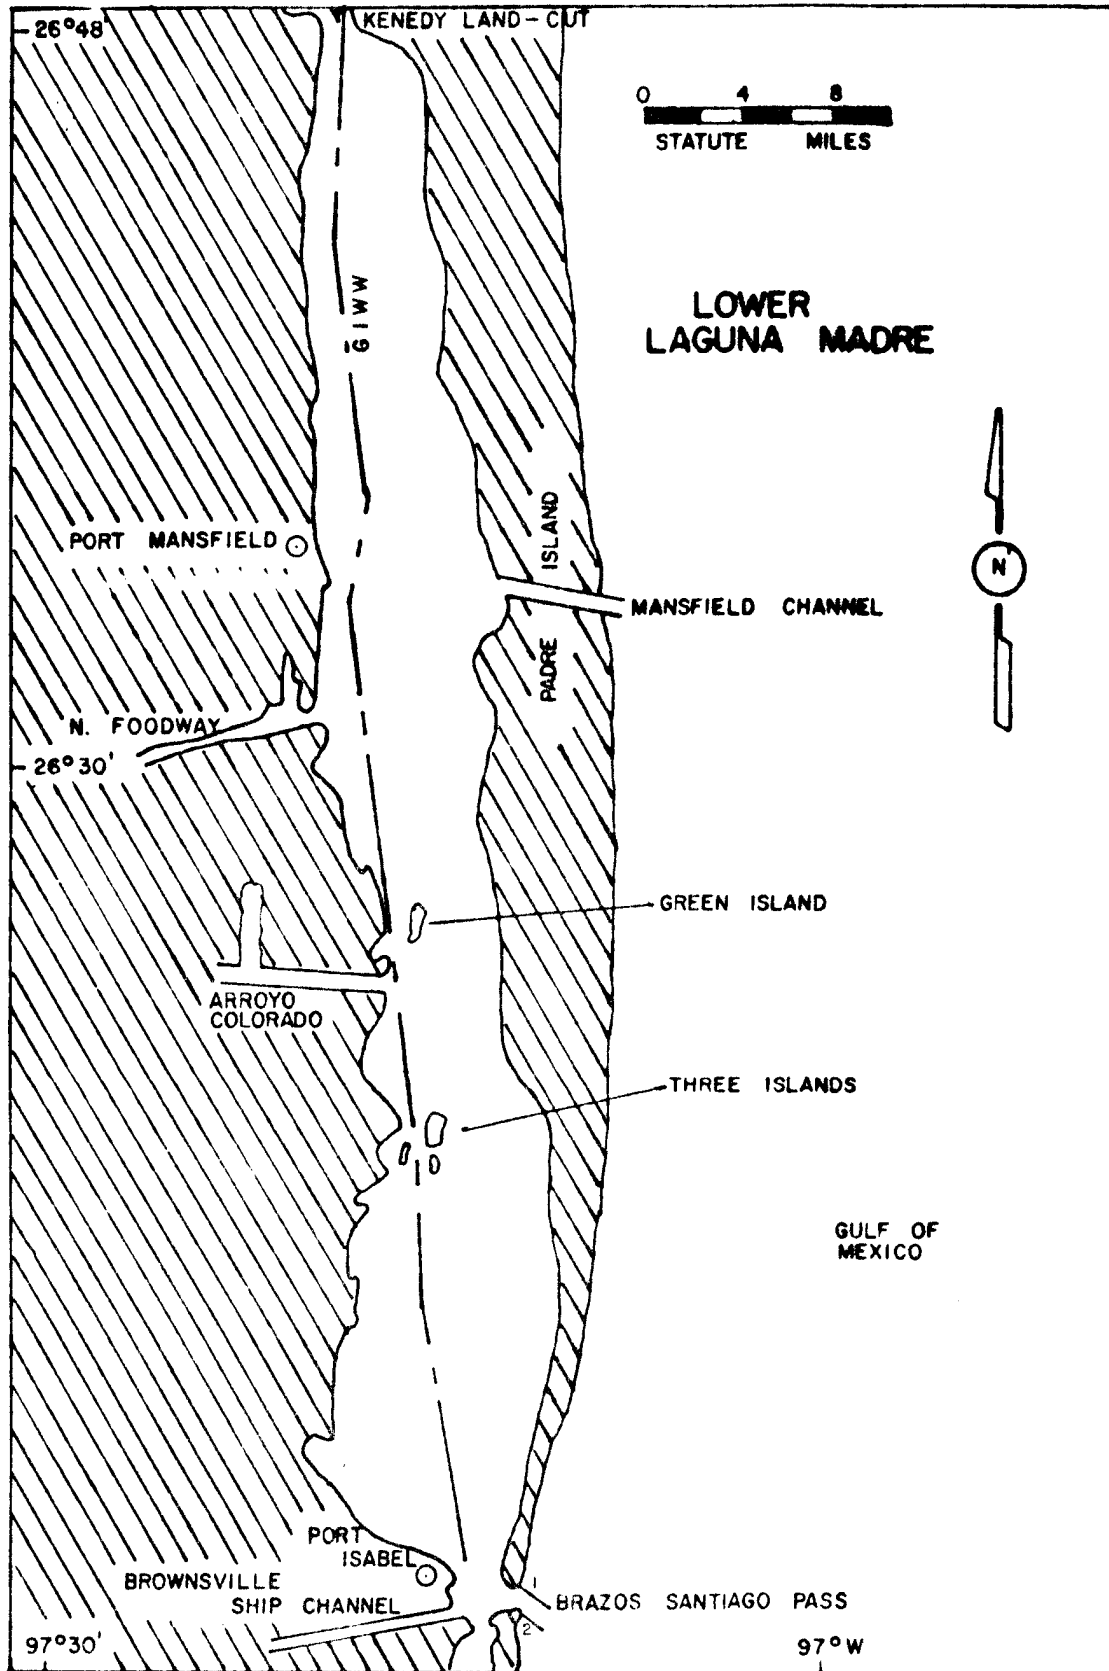 26°48'
KENEDY LAND-CUT
0 4 8
STATUTE MILES
GIWW
LOWER
LAGUNA MADRE
PORT MANSFIELD
ISLAND
N
MANSFIELD CHANNEL
PADRE
N. FOODWAY
26°30'
GREEN ISLAND
ARROYO
COLORADO
THREE ISLANDS
GULF OF
MEXICO
PORT
ISABEL
BROWNSVILLE
SHIP CHANNEL
1
BRAZOS SANTIAGO PASS
2
97°30'
97°W